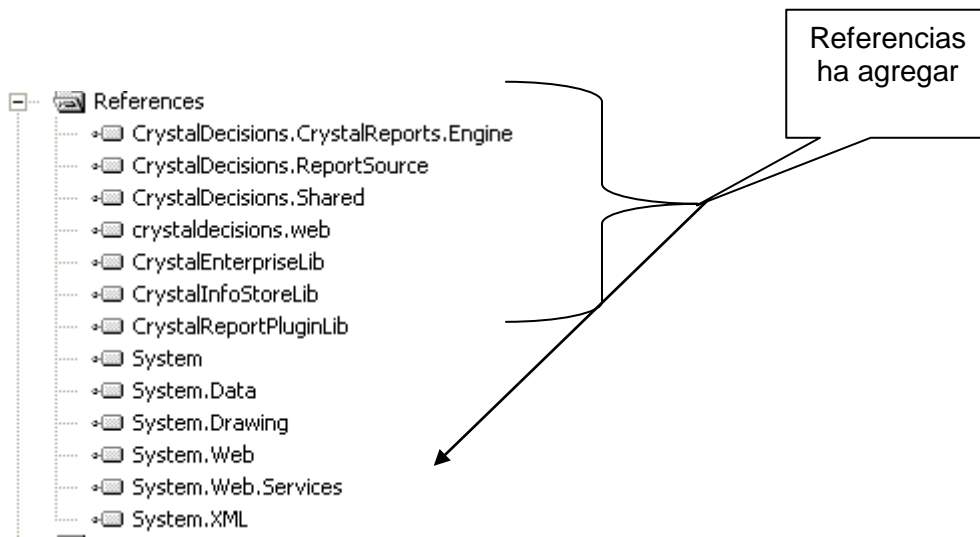 Referencias
ha agregar
References
CrystalDecisions.CrystalReports.Engine
CrystalDecisions.ReportSource
CrystalDecisions.Shared
crystaldecisions.web
CrystalEnterpriseLib
CrystalInfoStoreLib
CrystalReportPluginLib
System
System.Data
System.Drawing
System.Web
System.Web.Services
System.XML